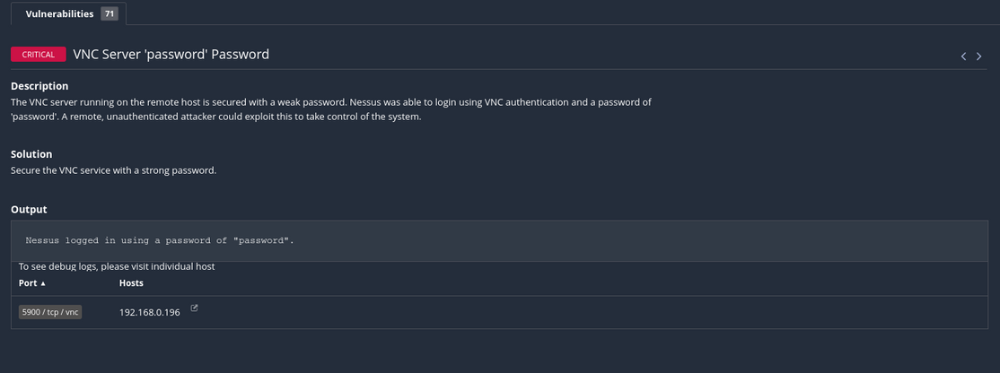 Vulnerabilities 71
CRITICAL VNC Server 'password' Password
Description
The VNC server running on the remote host is secured with a weak password. Nessus was able to login using VNC authentication and a password of
'password'. A remote, unauthenticated attacker could exploit this to take control of the system.
Solution
Secure the VNC service with a strong password.
Output
Nessus logged in using a password of "password".
To see debug logs, please visit individual host
Port ▲ Hosts
5900 / tcp / vnc 192.168.0.196